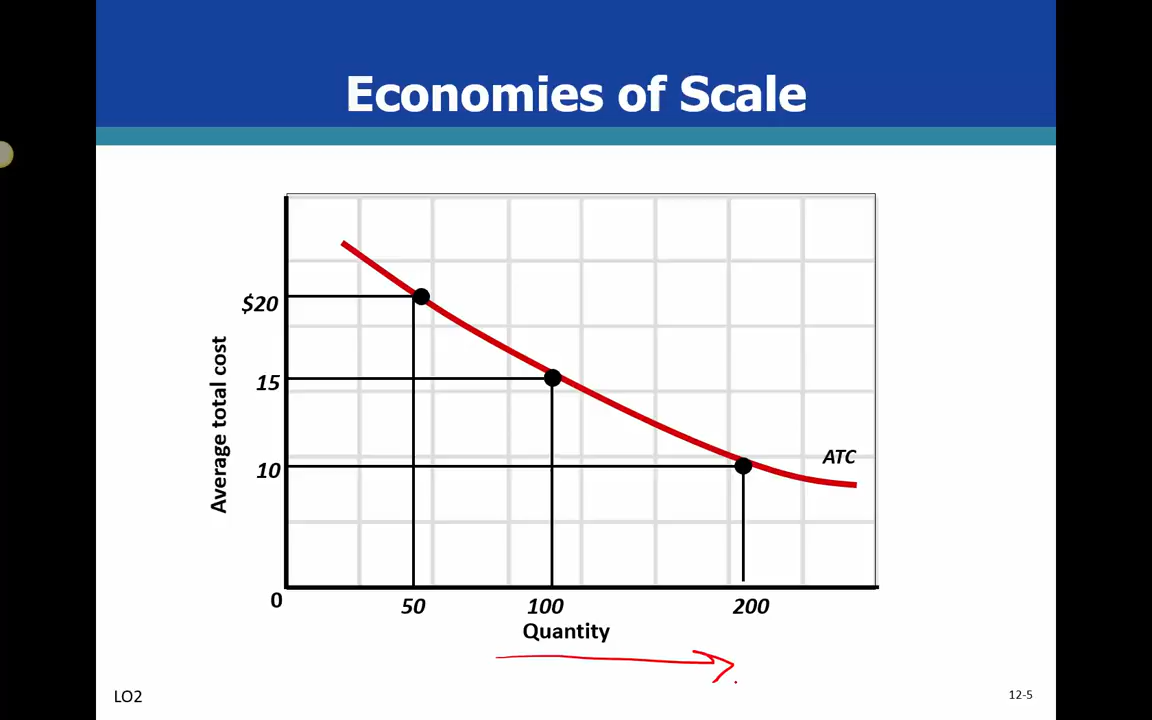 Economies of Scale
$20
15
10
Average total cost
ATC
0
50 100 200
Quantity
LO2
12-5